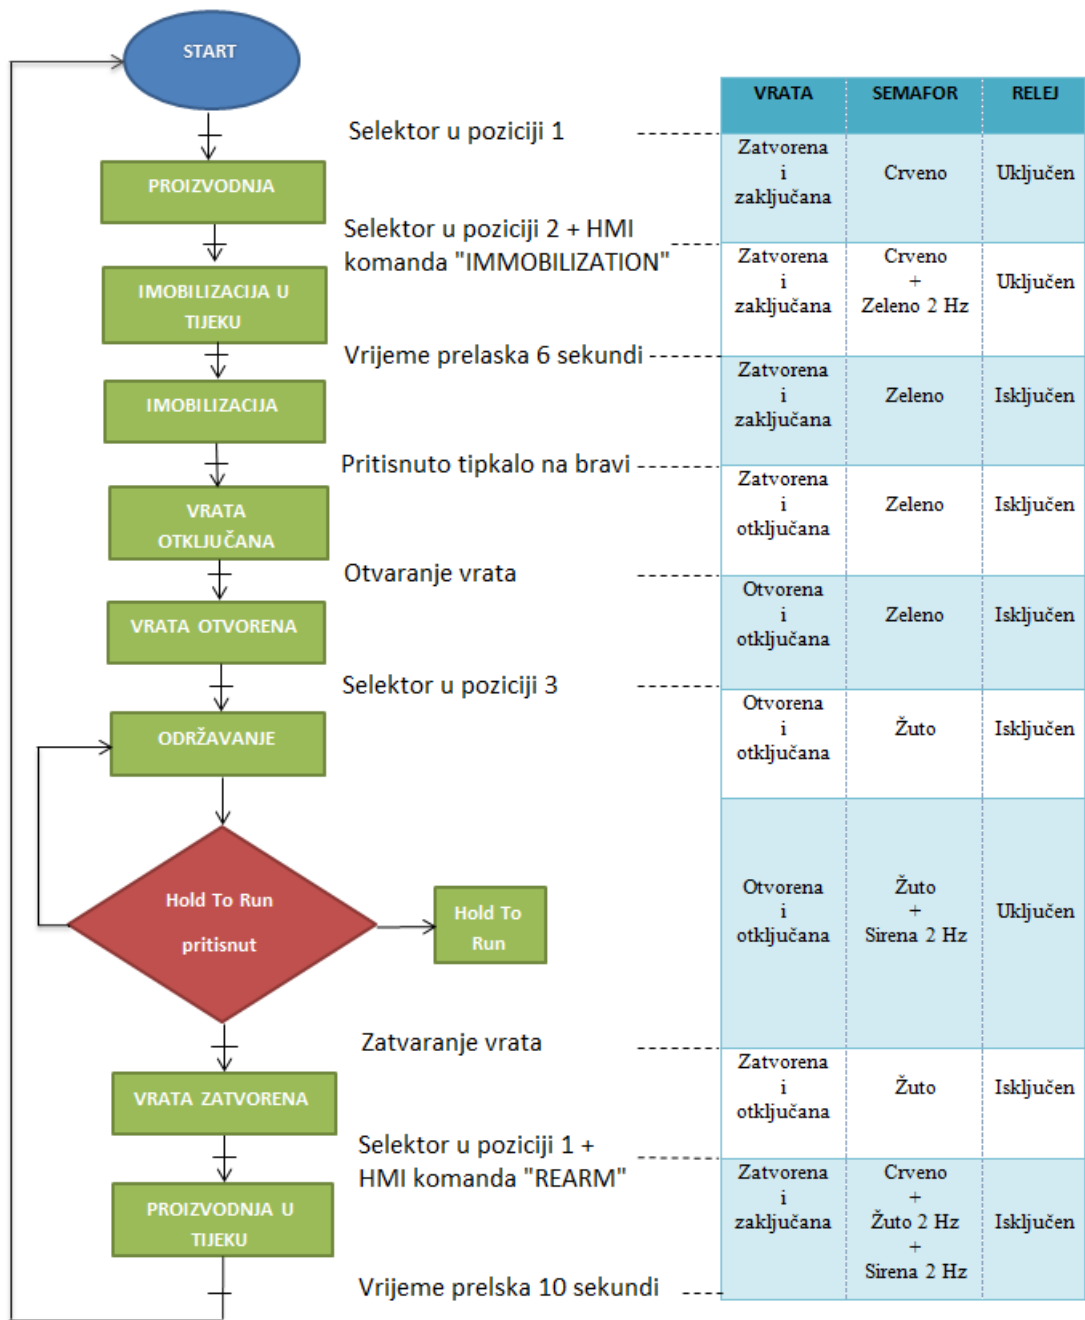 START
Selektor u poziciji 1
PROIZVODNJA
Selektor u poziciji 2 + HMI
komanda "IMMOBILIZATION"
IMOBILIZACIJA U
TIJEKU
Vrijeme prelaska 6 sekundi
IMOBILIZACIJA
Pritisnuto tipkalo na bravi
VRATA
OTKLJUČANA
Otvaranje vrata
VRATA OTVORENA
Selektor u poziciji 3
ODRŽAVANJE
Hold To Run
pritisnut
Hold To
Run
Zatvaranje vrata
VRATA ZATVORENA
Selektor u poziciji 1 +
HMI komanda "REARM"
PROIZVODNJA U
TIJEKU
Vrijeme prelska 10 sekundi
VRATA SEMAFOR RELEJ
Zatvorena
i
zaključana
Crveno
Uključen
Zatvorena
i
zaključana
Crveno
+
Zeleno 2 Hz
Uključen
Zatvorena
i
zaključana
Zeleno
Isključen
Zatvorena
i
otključana
Zeleno
Isključen
Otvorena
i
otključana
Zeleno
Isključen
Otvorena
i
otključana
Žuto
Isključen
Otvorena
i
otključana
Žuto
+
Sirena 2 Hz
Uključen
Zatvorena
i
otključana
Žuto
Isključen
Zatvorena
i
zaključana
Crveno
+
Žuto 2 Hz
+
Sirena 2 Hz
Isključen